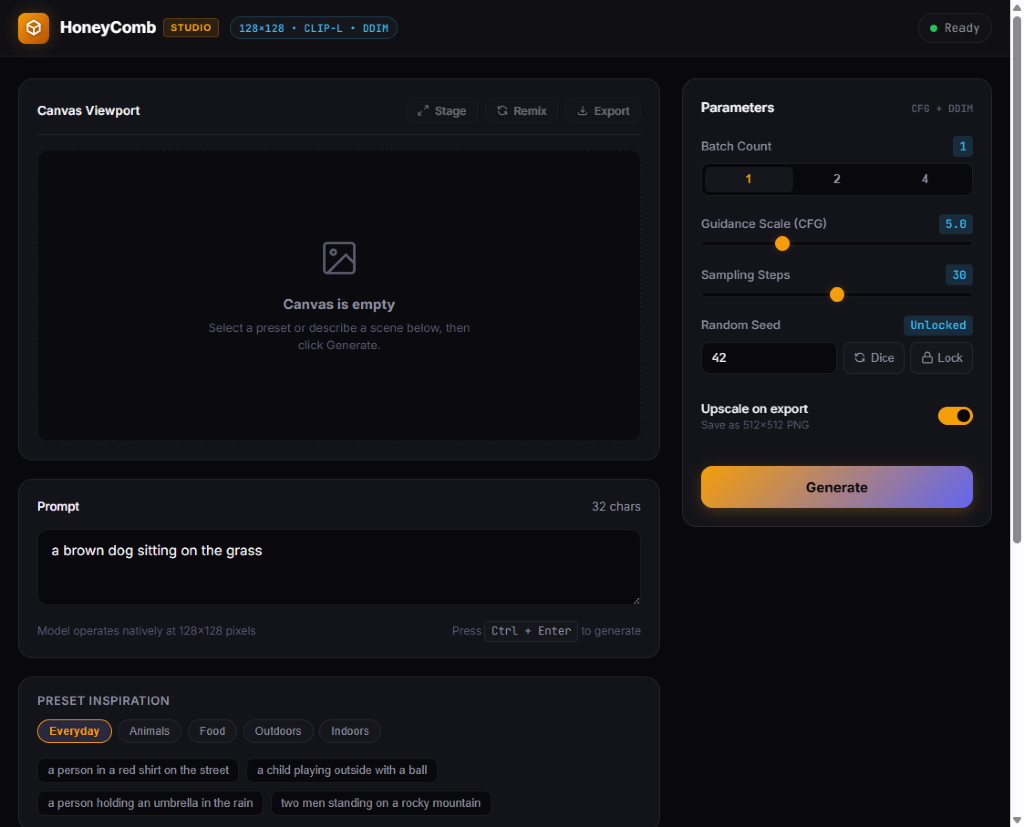 HoneyComb STUDIO 128×128 • CLIP-L • DDIM Ready
Canvas Viewport Stage Remix Export
Canvas is empty
Select a preset or describe a scene below, then
click Generate.
Prompt 32 chars
a brown dog sitting on the grass
Model operates natively at 128×128 pixels Press Ctrl + Enter to generate
PRESET INSPIRATION
Everyday Animals Food Outdoors Indoors
a person in a red shirt on the street a child playing outside with a ball
a person holding an umbrella in the rain two men standing on a rocky mountain
Parameters CFG + DDIM
Batch Count 1
1 2 4
Guidance Scale (CFG) 5.0
Sampling Steps 30
Random Seed Unlocked
42 Dice Lock
Upscale on export
Save as 512×512 PNG
Generate